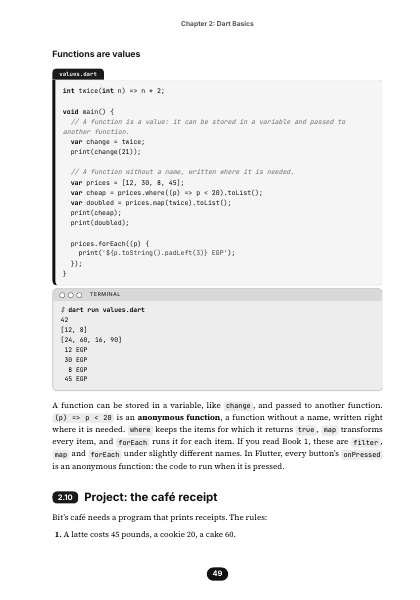 Chapter 2: Dart Basics
Functions are values
values.dart
int twice(int n) => n * 2;
void main() {
// A function is a value: it can be stored in a variable and passed to
another function.
var change = twice;
print(change(21));
// A function without a name, written where it is needed.
var prices = [12, 30, 8, 45];
var cheap = prices.where((p) => p < 20).toList();
var doubled = prices.map(twice).toList();
print(cheap);
print(doubled);
prices.forEach((p) {
print('${p.toString().padLeft(3)} EGP');
});
}
TERMINAL
$ dart run values.dart
42
[12, 8]
[24, 60, 16, 90]
12 EGP
30 EGP
8 EGP
45 EGP
A function can be stored in a variable, like change, and passed to another function.
(p) => p < 20 is an anonymous function, a function without a name, written right
where it is needed. where keeps the items for which it returns true, map transforms
every item, and forEach runs it for each item. If you read Book 1, these are filter,
map and forEach under slightly different names. In Flutter, every button's onPressed
is an anonymous function: the code to run when it is pressed.
2.10 Project: the café receipt
Bit's café needs a program that prints receipts. The rules:
1. A latte costs 45 pounds, a cookie 20, a cake 60.
49